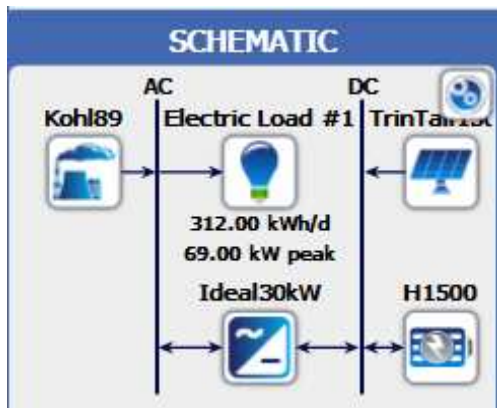 SCHEMATIC
AC DC
Kohl89 Electric Load #1
312.00 kWh/d
69.00 kW peak
Ideal30kW H1500